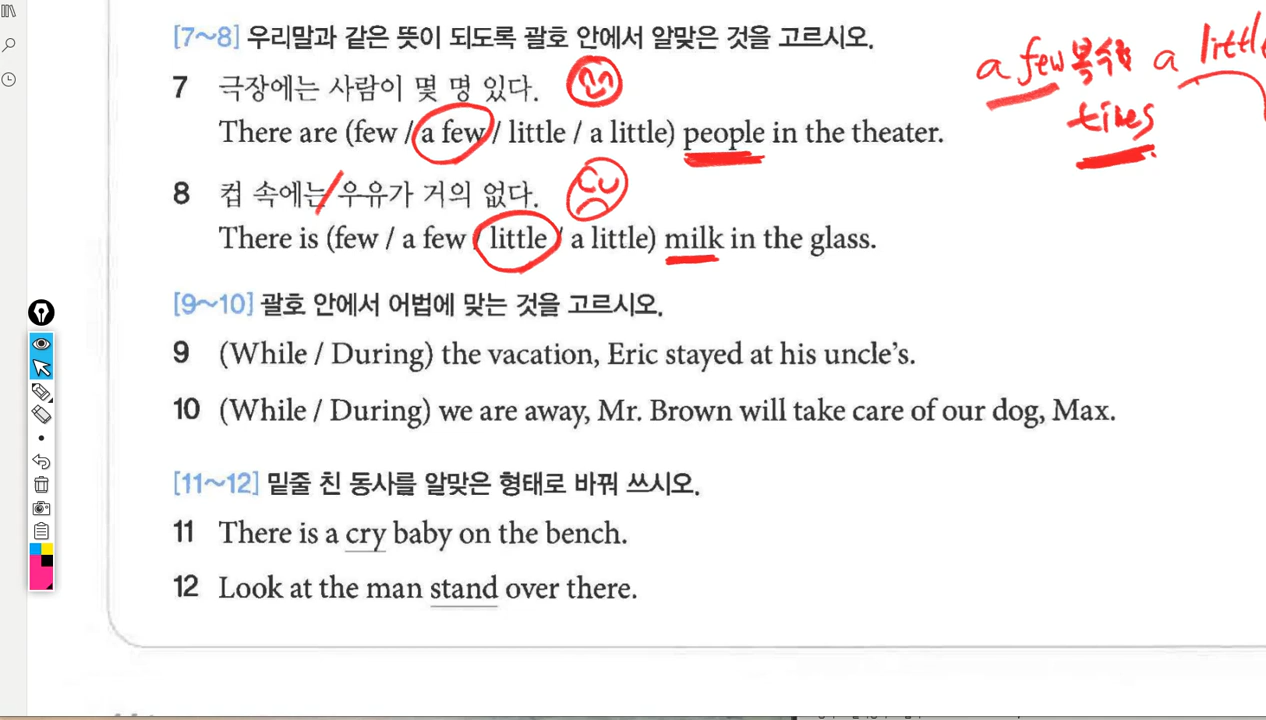 [7~8] 우리말과 같은 뜻이 되도록 괄호 안에서 알맞은 것을 고르시오.
a few 복수 a little
times
7 극장에는 사람이 몇 명 있다.
There are (few / a few / little / a little) people in the theater.
8 컵 속에는 우유가 거의 없다.
There is (few / a few / little / a little) milk in the glass.
[9~10] 괄호 안에서 어법에 맞는 것을 고르시오.
9 (While / During) the vacation, Eric stayed at his uncle's.
10 (While / During) we are away, Mr. Brown will take care of our dog, Max.
[11~12] 밑줄 친 동사를 알맞은 형태로 바꿔 쓰시오.
11 There is a cry baby on the bench.
12 Look at the man stand over there.